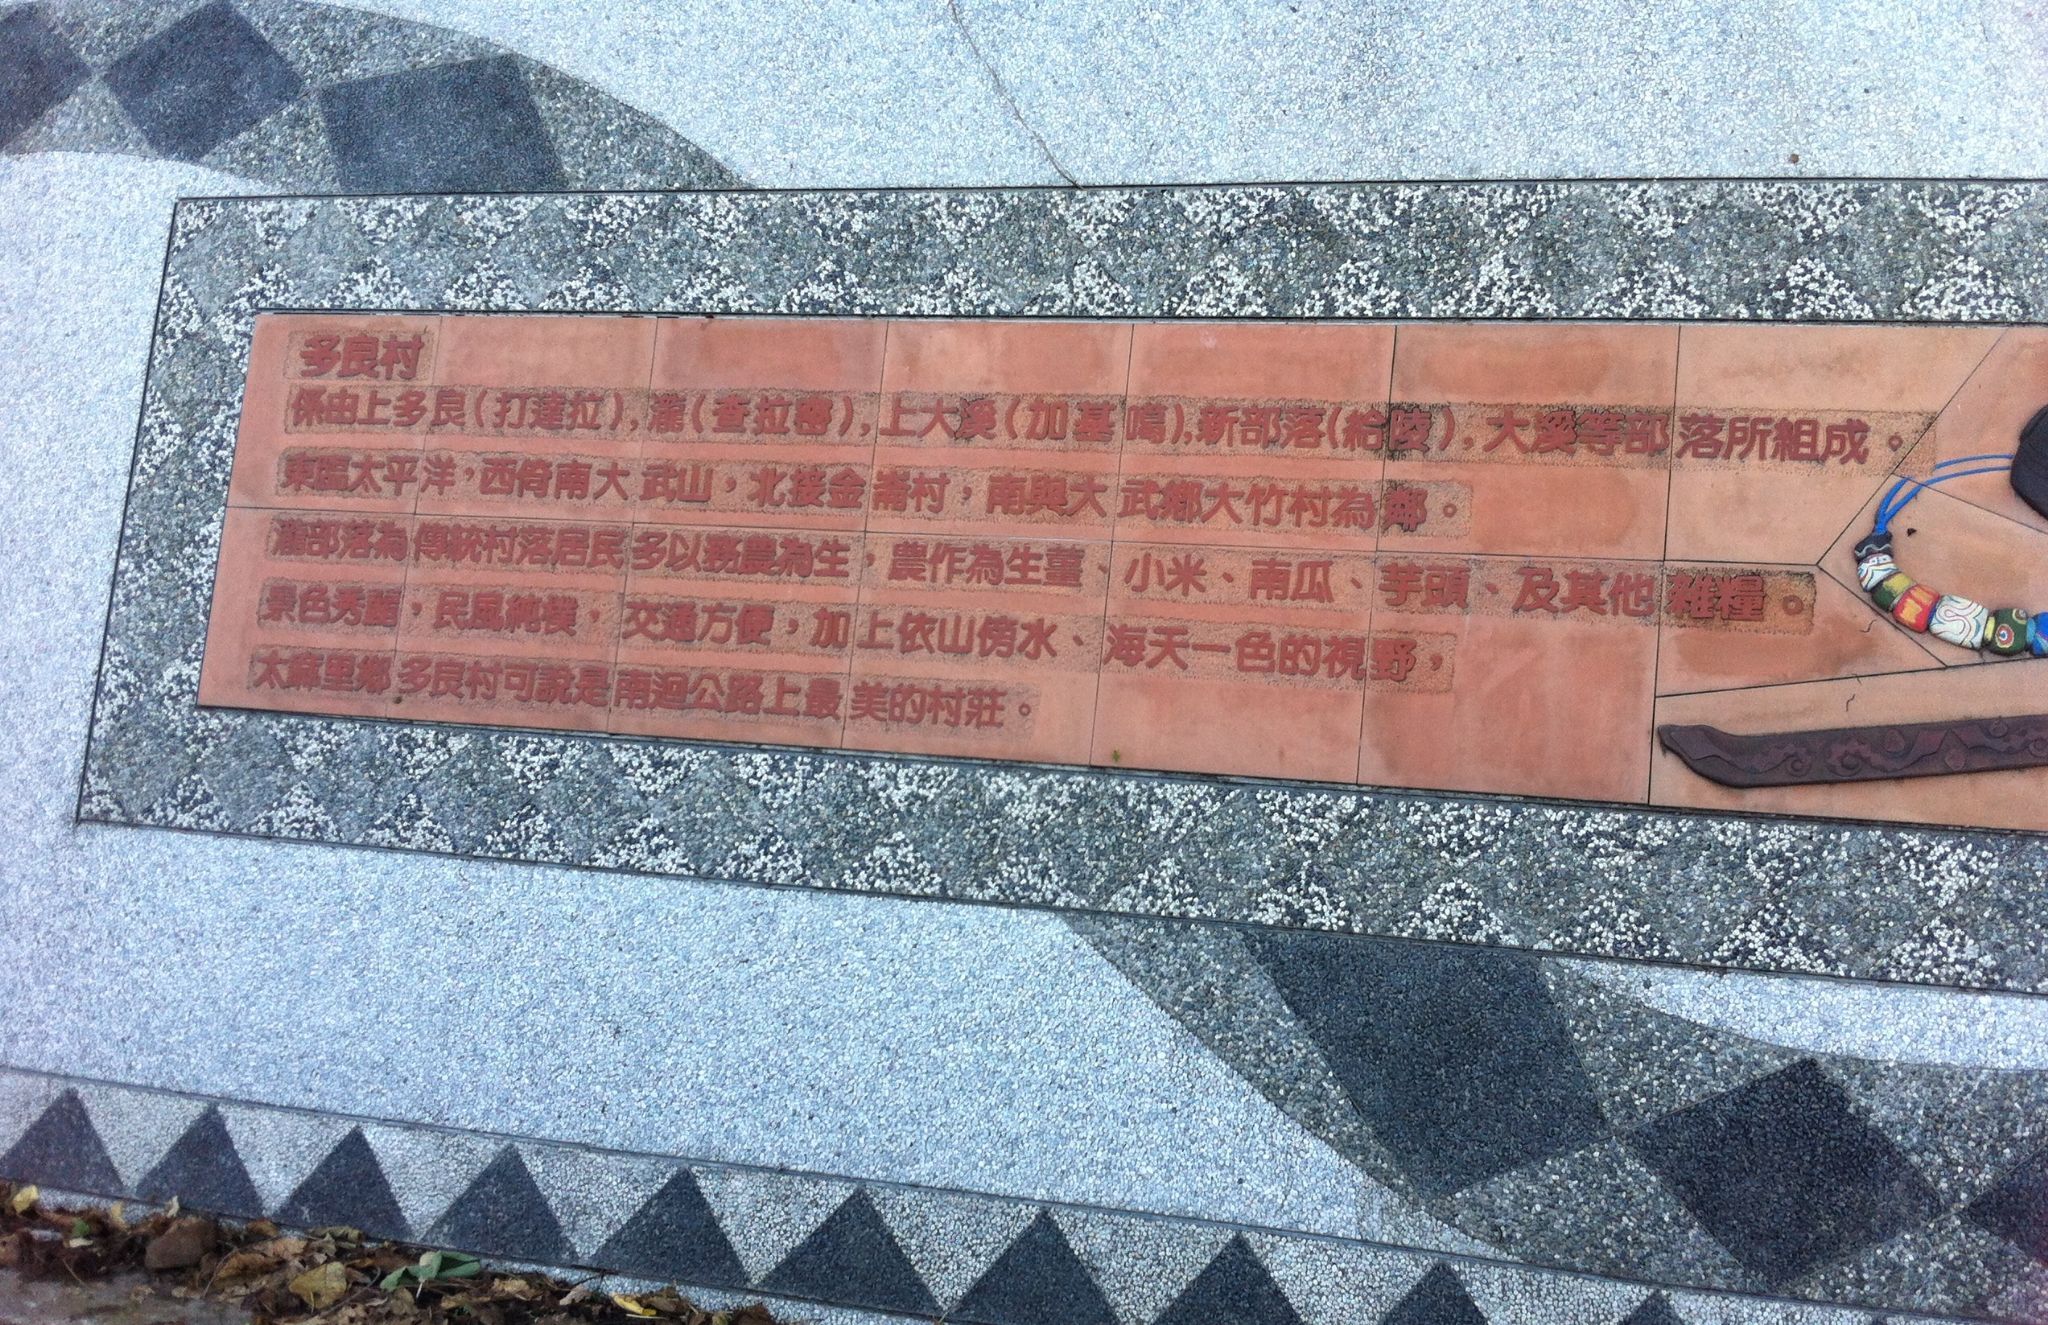 多良村
係由上多良(打達拉),瀧(查拉密),上大溪(加基鳴),新部落(給陵),大溪等部落所組成。
東臨太平洋,西倚南大武山,北接金崙村,南與大武鄉大竹村為鄰。
瀧部落為傳統村落居民多以務農為生,農作為生薑、小米、南瓜、芋頭、及其他雜糧。
景色秀麗,民風純樸,交通方便,加上依山傍水、海天一色的視野,
太麻里鄉多良村可說是南迴公路上最美的村莊。